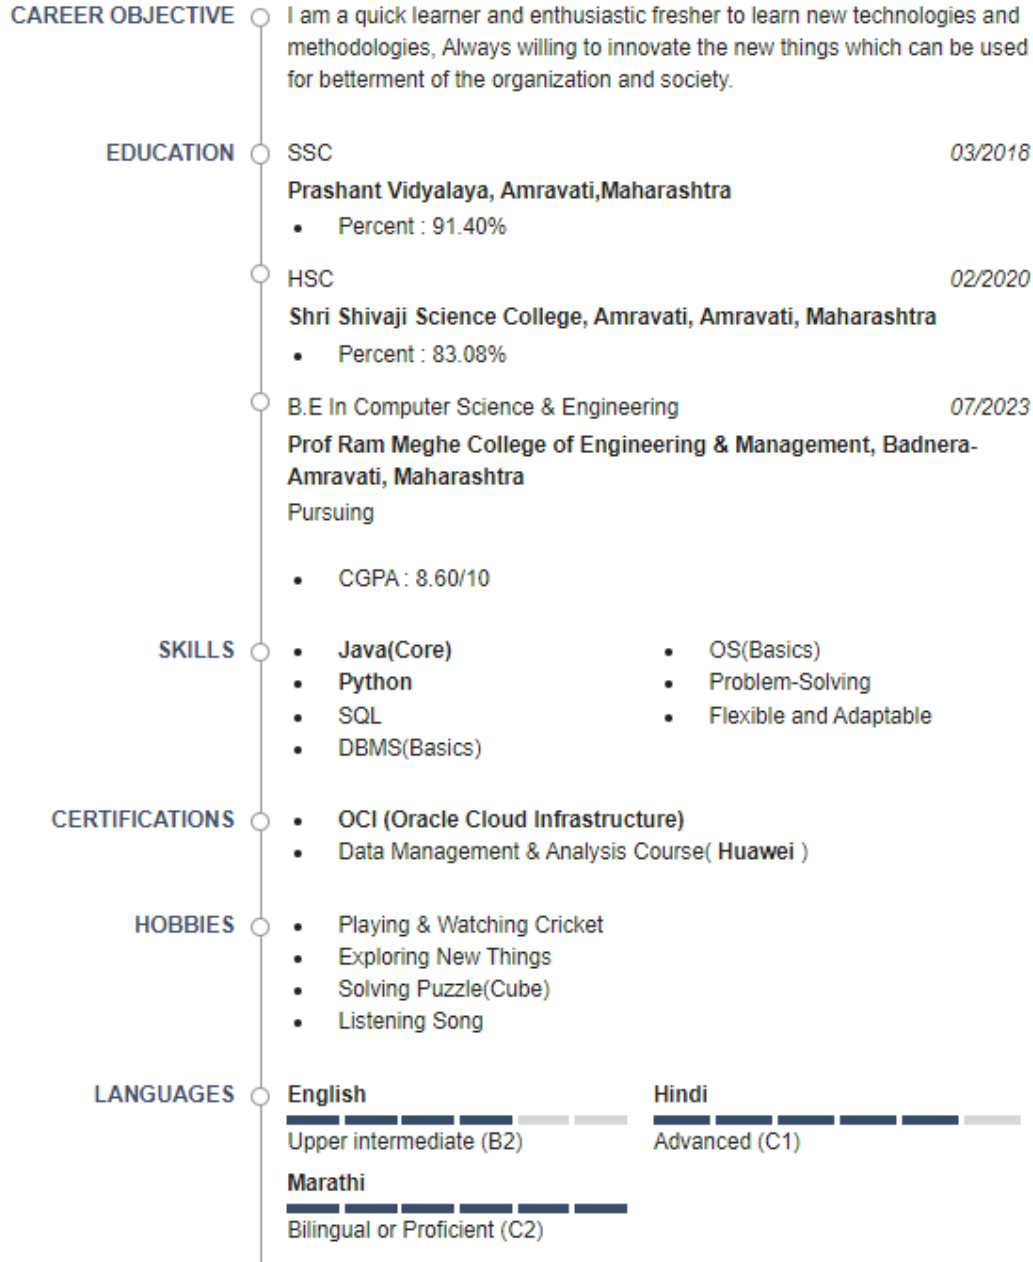 CAREER OBJECTIVE
I am a quick learner and enthusiastic fresher to learn new technologies and
methodologies, Always willing to innovate the new things which can be used
for betterment of the organization and society.
EDUCATION
SSC 03/2018
Prashant Vidyalaya, Amravati,Maharashtra
• Percent : 91.40%
HSC 02/2020
Shri Shivaji Science College, Amravati, Amravati, Maharashtra
• Percent : 83.08%
B.E In Computer Science & Engineering 07/2023
Prof Ram Meghe College of Engineering & Management, Badnera-
Amravati, Maharashtra
Pursuing
• CGPA : 8.60/10
SKILLS
• Java(Core)
• Python
• SQL
• DBMS(Basics)
• OS(Basics)
• Problem-Solving
• Flexible and Adaptable
CERTIFICATIONS
• OCI (Oracle Cloud Infrastructure)
• Data Management & Analysis Course( Huawei )
HOBBIES
• Playing & Watching Cricket
• Exploring New Things
• Solving Puzzle(Cube)
• Listening Song
LANGUAGES
English
Upper intermediate (B2)
Hindi
Advanced (C1)
Marathi
Bilingual or Proficient (C2)